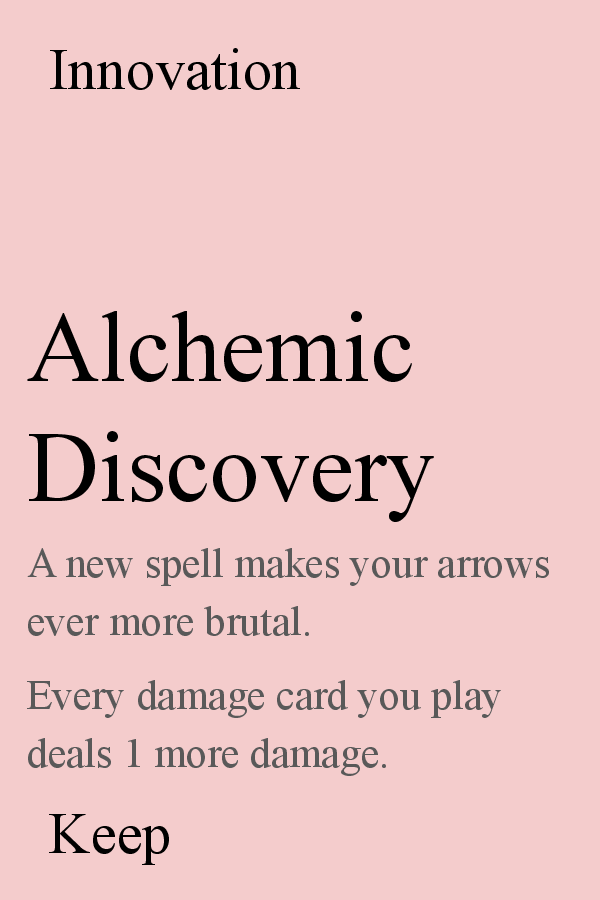 Innovation
Alchemic
Discovery
A new spell makes your arrows
ever more brutal.
Every damage card you play
deals 1 more damage.
Keep